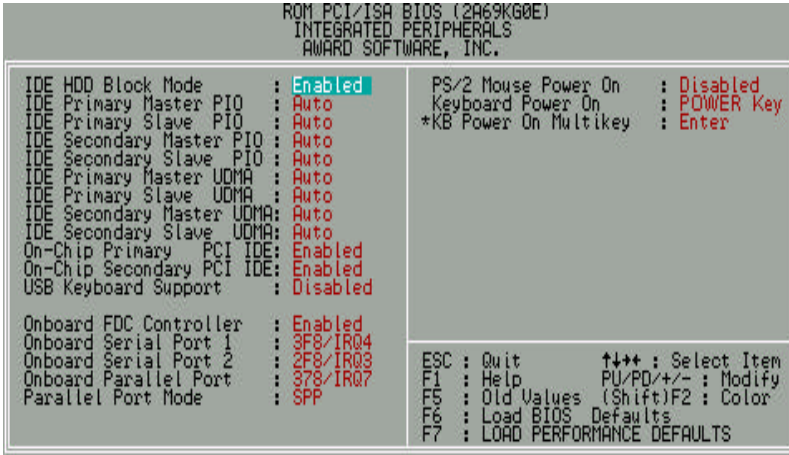 ROM PCI/ISA BIOS (2A69KG0E)
INTEGRATED PERIPHERALS
AWARD SOFTWARE, INC.
IDE HDD Block Mode : Enabled
IDE Primary Master PIO : Auto
IDE Primary Slave PIO : Auto
IDE Secondary Master PIO : Auto
IDE Secondary Slave PIO : Auto
IDE Primary Master UDMA : Auto
IDE Primary Slave UDMA : Auto
IDE Secondary Master UDMA: Auto
IDE Secondary Slave UDMA: Auto
On-Chip Primary PCI IDE: Enabled
On-Chip Secondary PCI IDE: Enabled
USB Keyboard Support : Disabled
Onboard FDC Controller : Enabled
Onboard Serial Port 1 : 3F8/IRQ4
Onboard Serial Port 2 : 2F8/IRQ3
Onboard Parallel Port : 378/IRQ7
Parallel Port Mode : SPP
PS/2 Mouse Power On : Disabled
Keyboard Power On : POWER Key
*KB Power On Multikey : Enter
ESC : Quit ↑↓→← : Select Item
F1 : Help PU/PD/+/- : Modify
F5 : Old Values (Shift)F2 : Color
F6 : Load BIOS Defaults
F7 : LOAD PERFORMANCE DEFAULTS